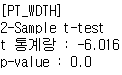 [PT_WDTH]
2-Sample t-test
t 통계량 : -6.016
p-value : 0.0